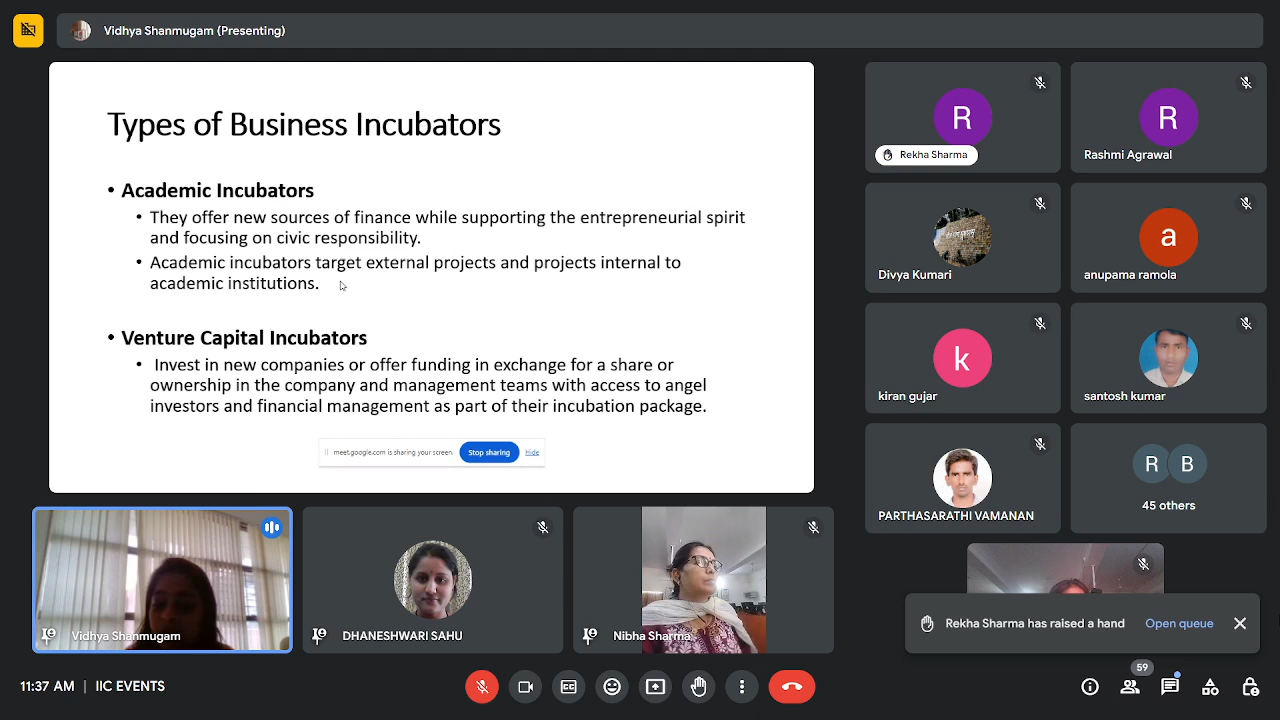 Vidhya Shanmugam (Presenting)
Types of Business Incubators
• Academic Incubators
• They offer new sources of finance while supporting the entrepreneurial spirit
and focusing on civic responsibility.
• Academic incubators target external projects and projects internal to
academic institutions.
• Venture Capital Incubators
• Invest in new companies or offer funding in exchange for a share or
ownership in the company and management teams with access to angel
investors and financial management as part of their incubation package.
meet.google.com is sharing your screen Stop sharing Hide
R
Rekha Sharma
R
Rashmi Agrawal
Divya Kumari
a
anupama ramola
k
kiran gujar
santosh kumar
PARTHASARATHI VAMANAN
R B
45 others
Vidhya Shanmugam
DHANESHWARI SAHU
Nibha Sharma
Rekha Sharma has raised a hand Open queue
11:37 AM | IIC EVENTS
59